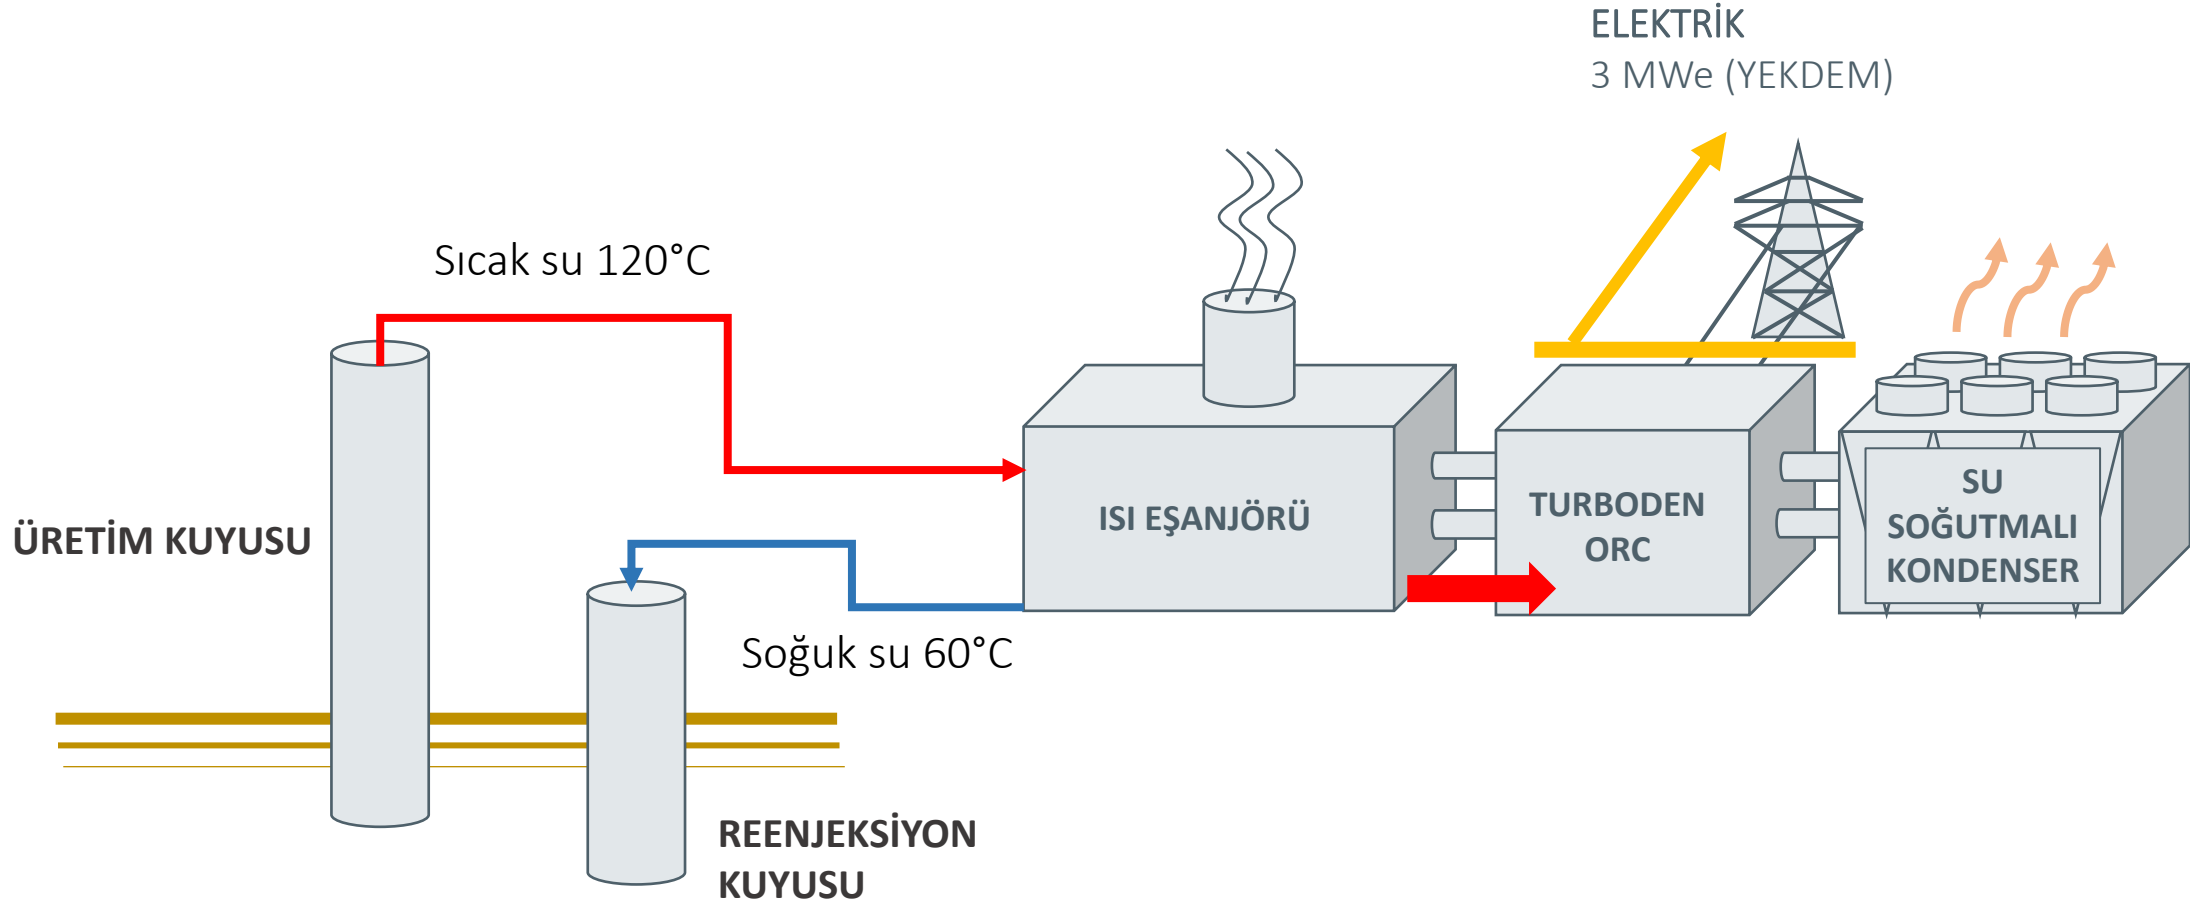 ELEKTRİK
3 MWe (YEKDEM)
Sıcak su 120°C
ÜRETİM KUYUSU
ISI EŞANJÖRÜ
TURBODEN
ORC
SU
SOĞUTMALI
KONDENSER
Soğuk su 60°C
REENJEKSİYON
KUYUSU